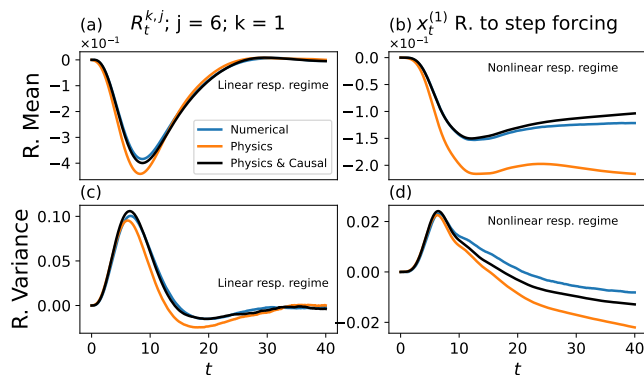 (a) R_t^{k,j}; j = 6; k = 1
(b) x_t^{(1)} R. to step forcing
×10⁻¹
×10⁻¹
R. Mean
0
−1
−2
−3
−4
Linear resp. regime
Numerical
Physics
Physics & Causal
0.0
−0.5
−1.0
−1.5
−2.0
Nonlinear resp. regime
(c)
(d)
R. Variance
0.10
0.05
0.00
Linear resp. regime
0 10 20 30 40
t
0.02
0.00
−0.02
Nonlinear resp. regime
0 10 20 30 40
t